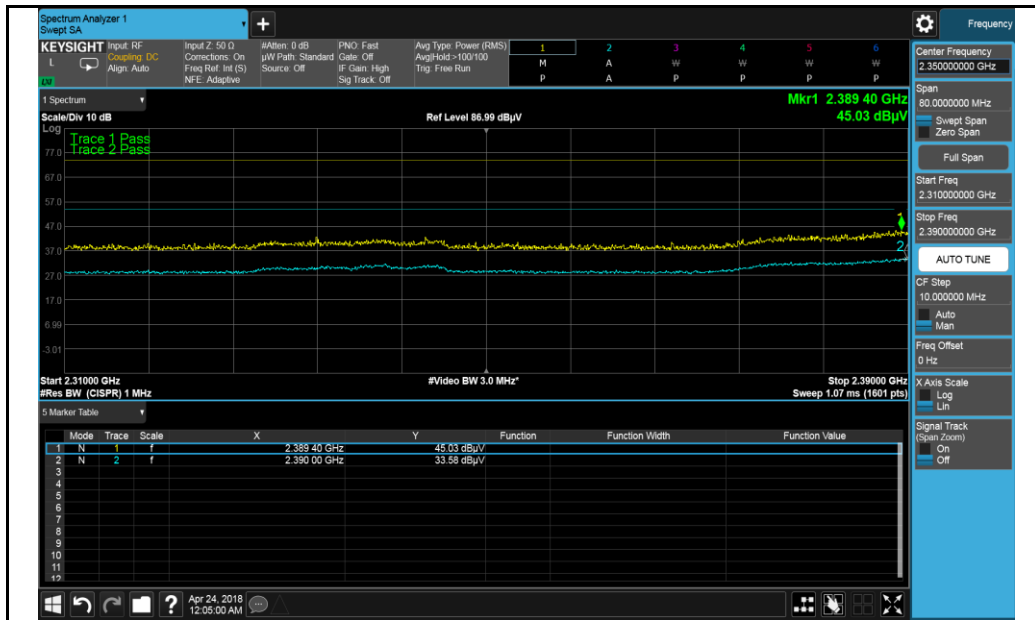 Spectrum Analyzer 1
Swept SA
+
Frequency
KEYSIGHT
L
LXI
Input: RF
Coupling: DC
Align: Auto
Input Z: 50 Ω
Corrections: On
Freq Ref: Int (S)
NFE: Adaptive
#Atten: 0 dB
µW Path: Standard
Source: Off
PNO: Fast
Gate: Off
IF Gain: High
Sig Track: Off
Avg Type: Power (RMS)
Avg|Hold:>100/100
Trig: Free Run
1 2 3 4 5 6
M A W W W W
P A P P P P
1 Spectrum
Mkr1 2.389 40 GHz
45.03 dBµV
Scale/Div 10 dB
Ref Level 86.99 dBµV
Log
Trace 1 Pass
Trace 2 Pass
77.0
67.0
57.0
47.0
37.0
27.0
17.0
6.99
-3.01
1
2
Start 2.31000 GHz
#Video BW 3.0 MHz*
Stop 2.39000 GHz
#Res BW (CISPR) 1 MHz
Sweep 1.07 ms (1601 pts)
5 Marker Table
Mode Trace Scale X Y Function Function Width Function Value
1 N 1 f 2.389 40 GHz 45.03 dBµV
2 N 2 f 2.390 00 GHz 33.58 dBµV
3
4
5
6
7
8
9
10
11
12
Center Frequency
2.350000000 GHz
Span
80.0000000 MHz
Swept Span
Zero Span
Full Span
Start Freq
2.310000000 GHz
Stop Freq
2.390000000 GHz
AUTO TUNE
CF Step
10.000000 MHz
Auto
Man
Freq Offset
0 Hz
X Axis Scale
Log
Lin
Signal Track
(Span Zoom)
On
Off
?
Apr 24, 2018
12:05:00 AM